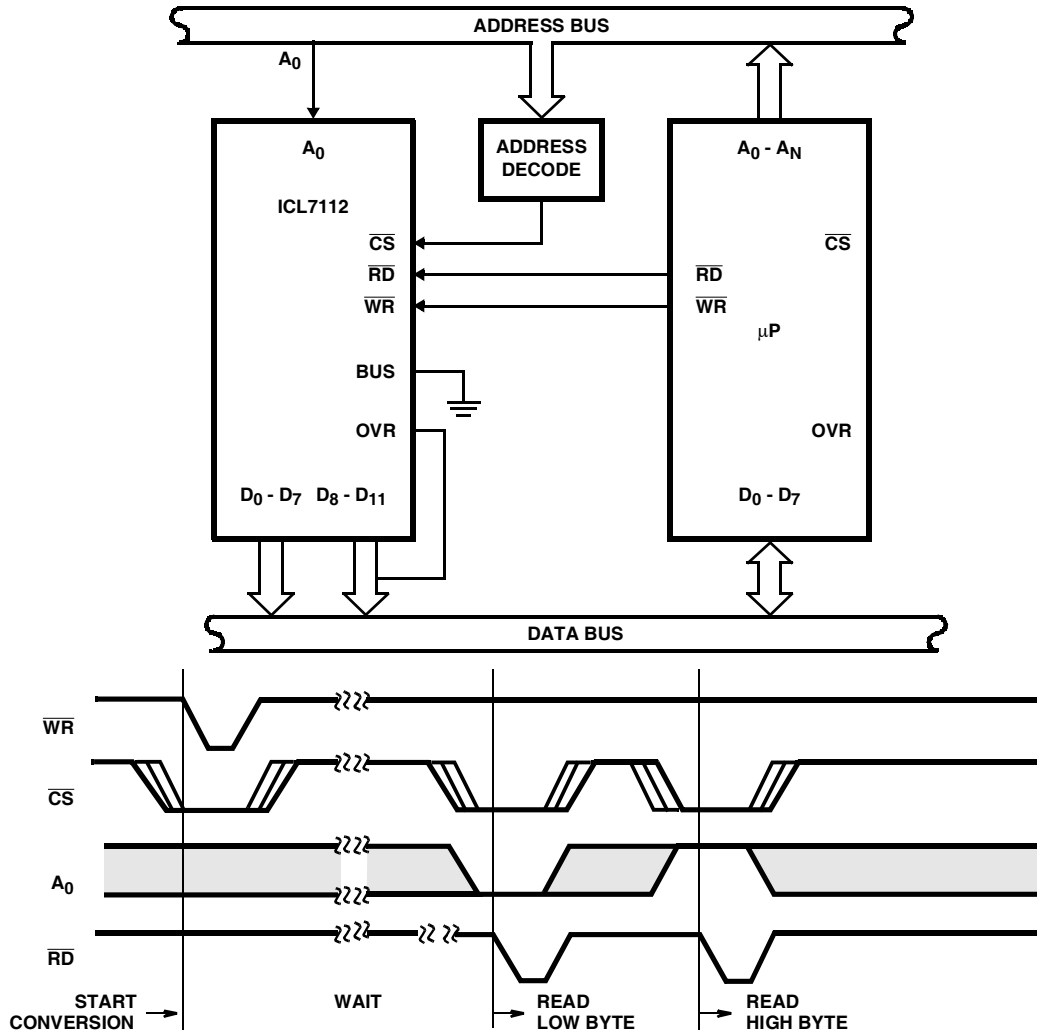 ADDRESS BUS
A0
A0
ICL7112
CS
RD
WR
BUS
OVR
D0 - D7 D8 - D11
ADDRESS
DECODE
A0 - AN
CS
RD
WR
μP
OVR
D0 - D7
DATA BUS
WR
CS
A0
RD
START
CONVERSION
WAIT
READ
LOW BYTE
READ
HIGH BYTE